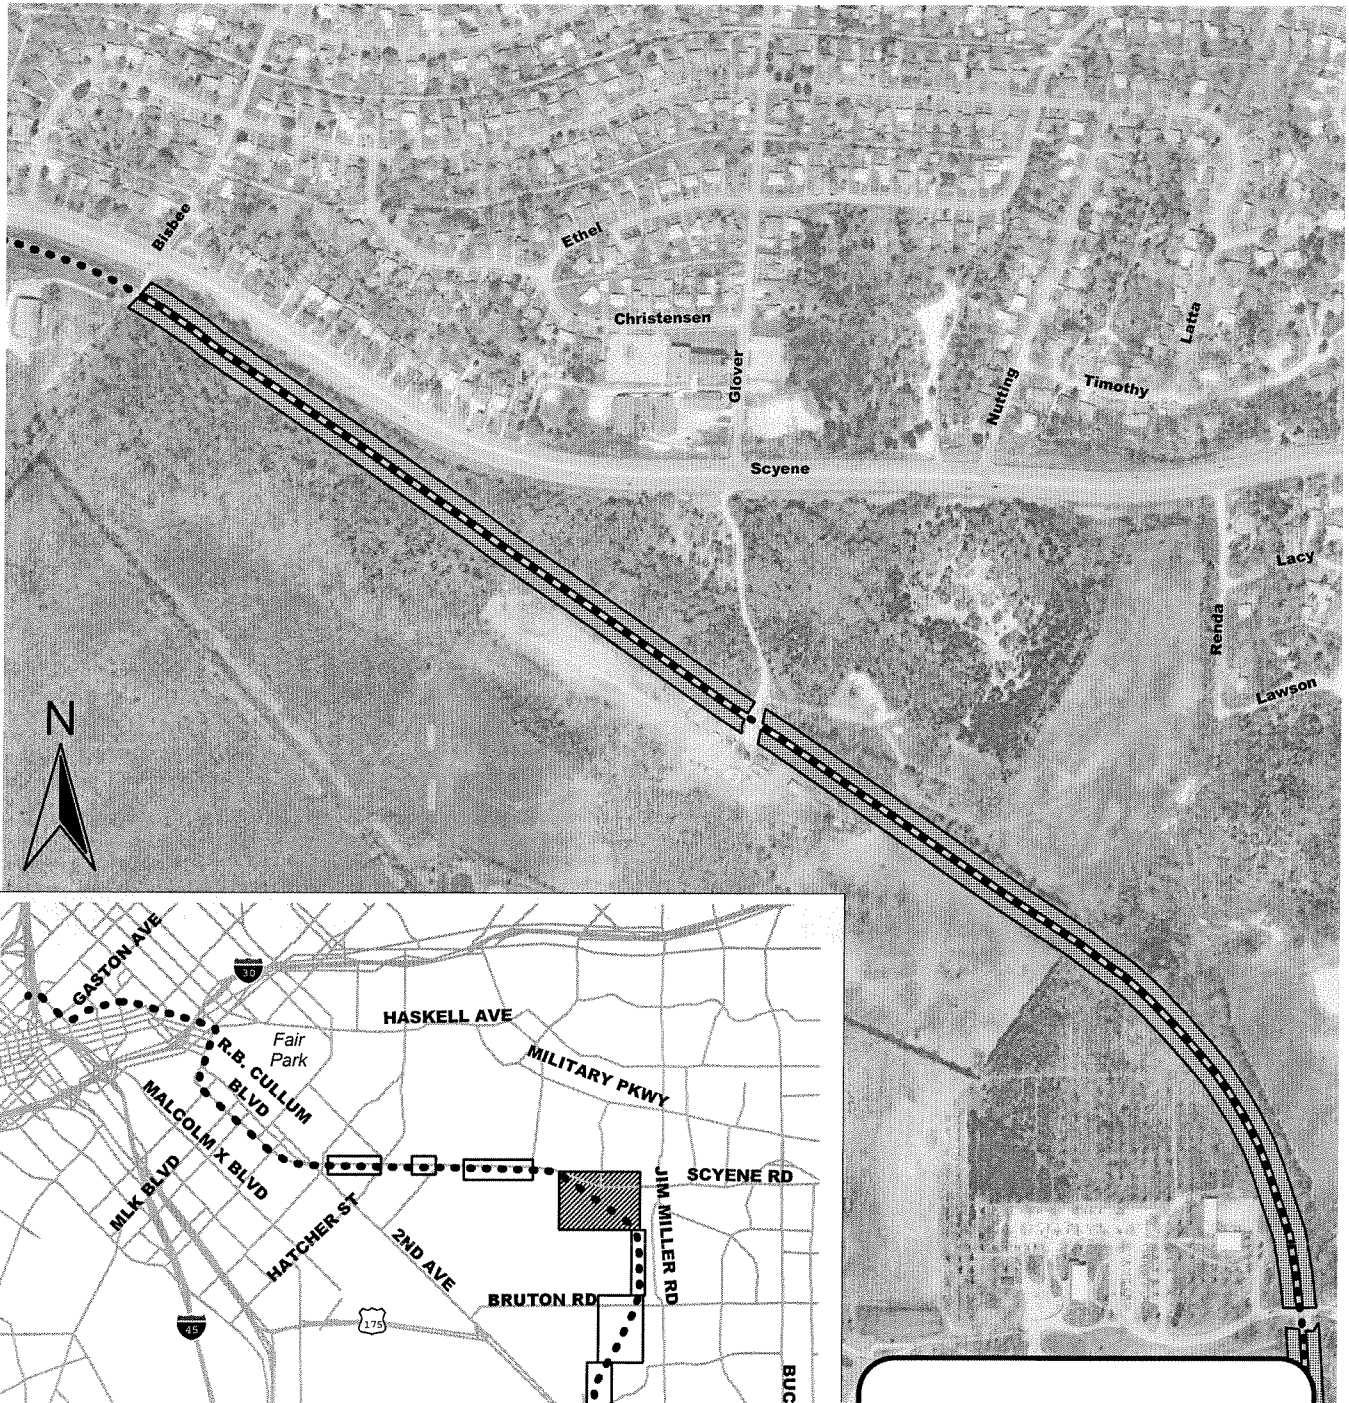 Bisbee
Ethel
Christensen
Glover
Latta
Timothy
Nutting
Scyene
Lacy
Renda
Lawson
N
GASTON AVE
30
HASKELL AVE
Fair
Park
R.B. CULLUM
BLVD
MILITARY PKWY
MALCOLM X BLVD
MLK BLVD
SCYENE RD
JIM MILLER RD
HATCHER ST
2ND AVE
BRUTON RD
175
45
BUC